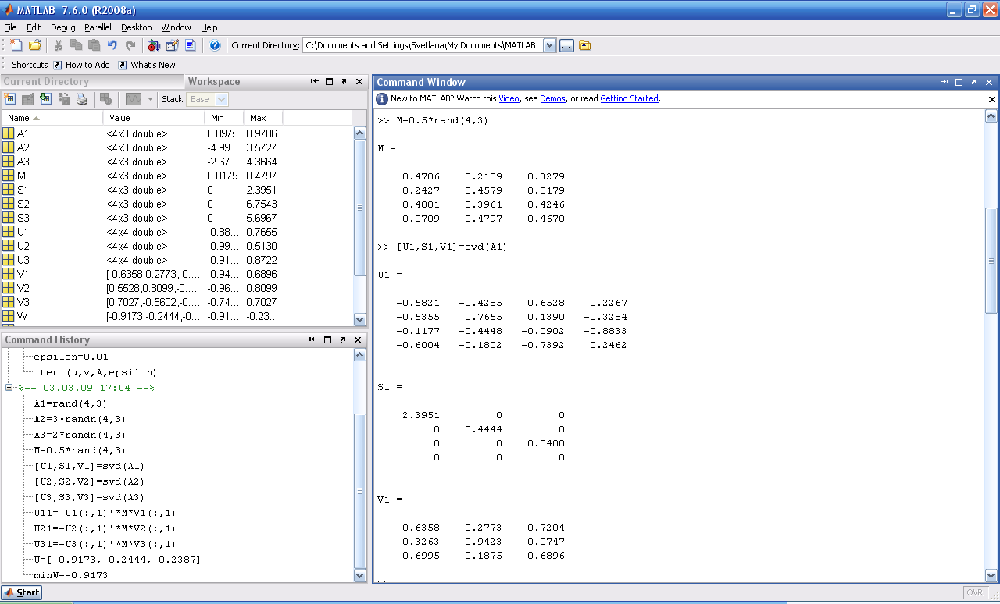 MATLAB 7.6.0 (R2008a)
File Edit Debug Parallel Desktop Window Help
Current Directory: C:\Documents and Settings\Svetlana\My Documents\MATLAB ...
Shortcuts How to Add What's New
Current Directory Workspace
Stack: Base
Name Value Min Max
A1 <4x3 double> 0.0975 0.9706
A2 <4x3 double> -4.99... 3.5727
A3 <4x3 double> -2.67... 4.3664
M <4x3 double> 0.0179 0.4797
S1 <4x3 double> 0 2.3951
S2 <4x3 double> 0 6.7543
S3 <4x3 double> 0 5.6967
U1 <4x4 double> -0.88... 0.7655
U2 <4x4 double> -0.99... 0.5130
U3 <4x4 double> -0.91... 0.8722
V1 [-0.6358,0.2773,-0.... -0.94... 0.6896
V2 [0.5528,0.8099,-0.... -0.96... 0.8099
V3 [0.7027,-0.5602,-0.... -0.74... 0.7027
W [-0.9173,-0.2444,-0.... -0.91... -0.23...
Command History
epsilon=0.01
iter (u,v,A,epsilon)
%-- 03.03.09 17:04 --%
A1=rand(4,3)
A2=3*randn(4,3)
A3=2*randn(4,3)
M=0.5*rand(4,3)
[U1,S1,V1]=svd(A1)
[U2,S2,V2]=svd(A2)
[U3,S3,V3]=svd(A3)
W11=-U1(:,1)'*M*V1(:,1)
W21=-U2(:,1)'*M*V2(:,1)
W31=-U3(:,1)'*M*V3(:,1)
W=[-0.9173,-0.2444,-0.2387]
minW=-0.9173
Command Window
New to MATLAB? Watch this Video, see Demos, or read Getting Started.
>> M=0.5*rand(4,3)
M =
0.4786 0.2109 0.3279
0.2427 0.4579 0.0179
0.4001 0.3961 0.4246
0.0709 0.4797 0.4670
>> [U1,S1,V1]=svd(A1)
U1 =
-0.5821 -0.4285 0.6528 0.2267
-0.5355 0.7655 0.1390 -0.3284
-0.1177 -0.4448 -0.0902 -0.8833
-0.6004 -0.1802 -0.7392 0.2462
S1 =
2.3951 0 0
0 0.4444 0
0 0 0.0400
0 0 0
V1 =
-0.6358 0.2773 -0.7204
-0.3263 -0.9423 -0.0747
-0.6995 0.1875 0.6896
Start
OVR